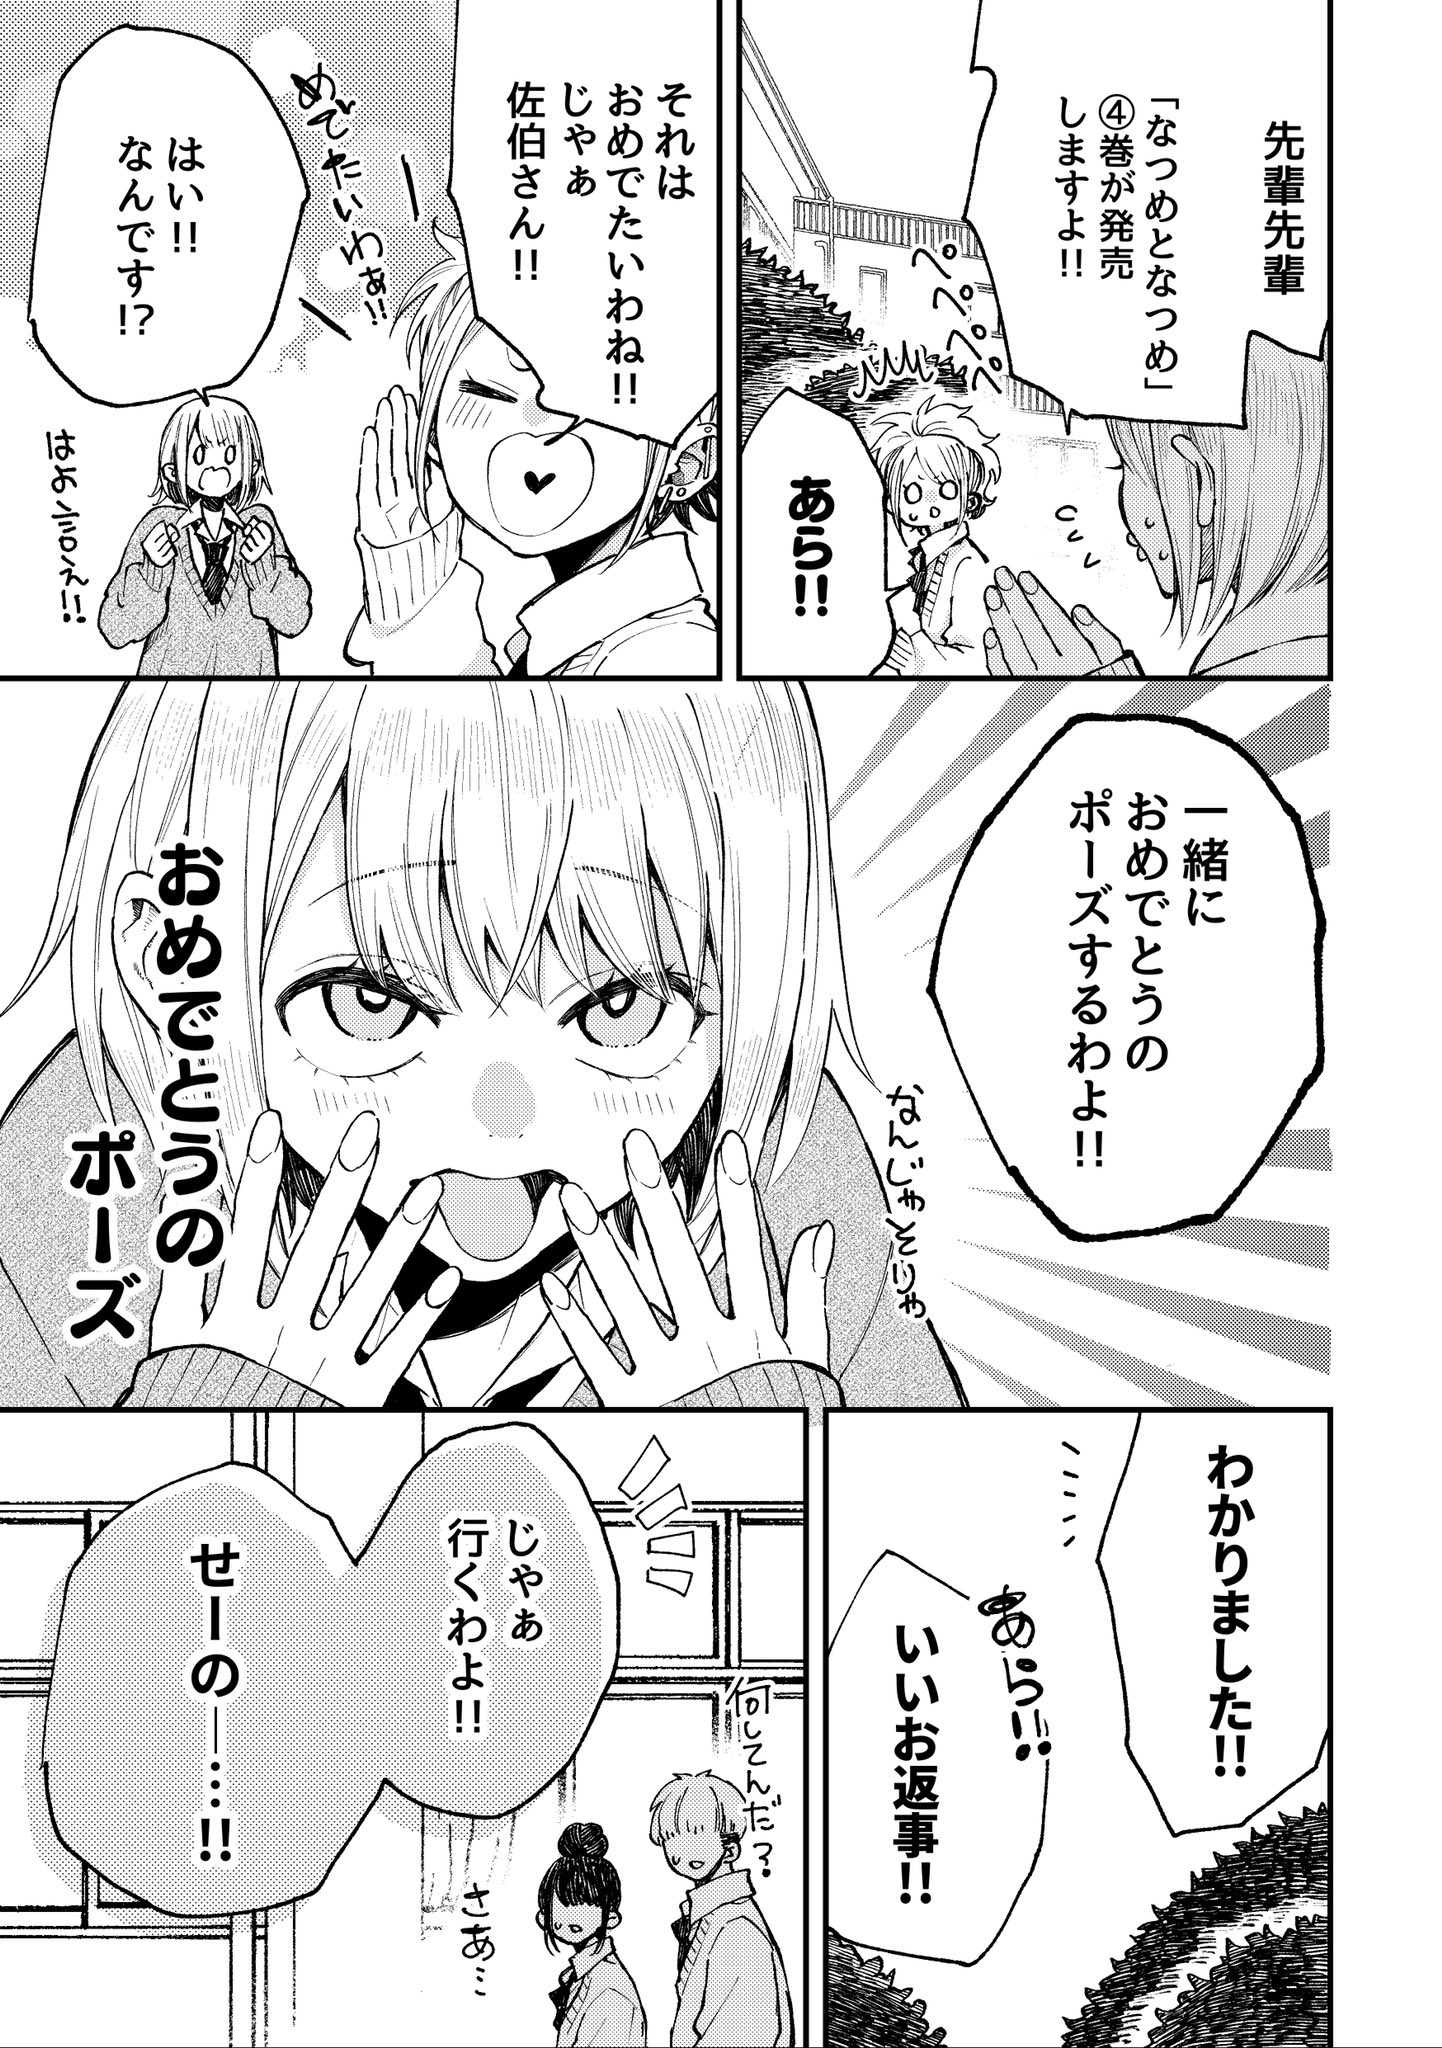 先輩先輩
「なつめとなつめ」
④巻が発売
しますよ!!
ペペペペ
あら!!
それは
おめでたいわね!!
じゃぁ
佐伯さん!!
めでたいわぁ!!
はい!!
なんです!?
はよ言え!!
一緒に
おめでとうの
ポーズするわよ!!
なんじゃそりゃ
おめでとうの
ポーズ
わかりました!!
あら!!
いいお返事!!
じゃぁ
行くわよ!!
せーの―…!!
何してんだ?
さあ…